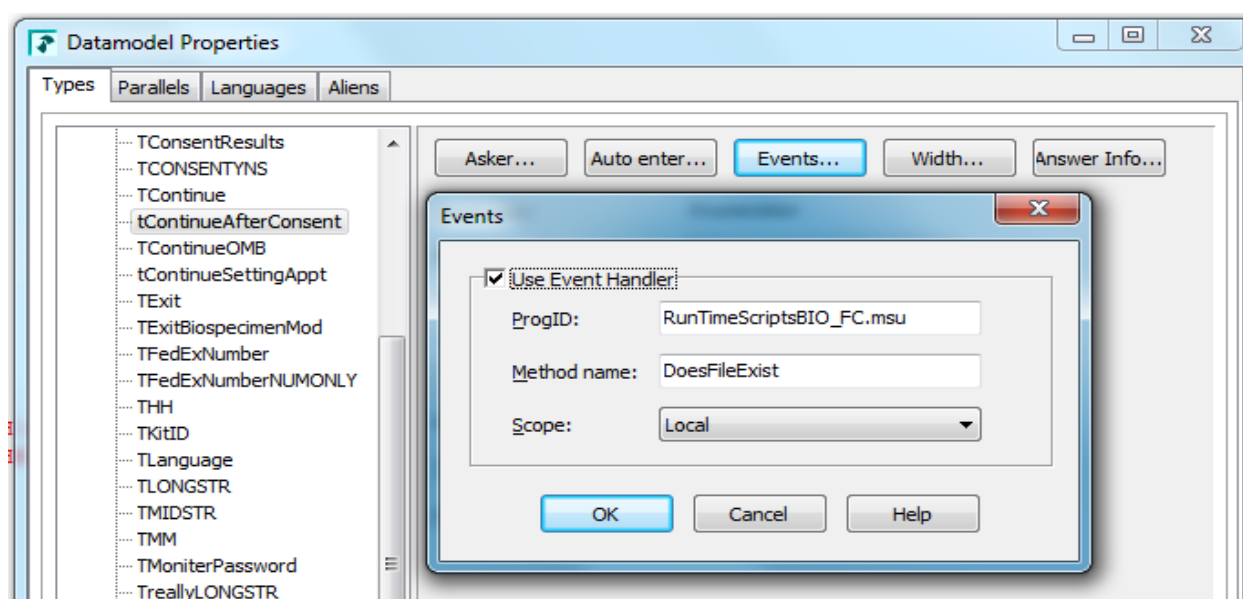 Datamodel Properties
Types Parallels Languages Aliens
TConsentResults
TCONSENTYNS
TContinue
tContinueAfterConsent
TContinueOMB
tContinueSettingAppt
TExit
TExitBiospecimenMod
TFedExNumber
TFedExNumberNUMONLY
THH
TKitID
TLanguage
TLONGSTR
TMIDSTR
TMM
TMoniterPassword
TreallyLONGSTR
Asker... Auto enter... Events... Width... Answer Info...
Events
Use Event Handler
ProgID: RunTimeScriptsBIO_FC.msu
Method name: DoesFileExist
Scope: Local
OK Cancel Help